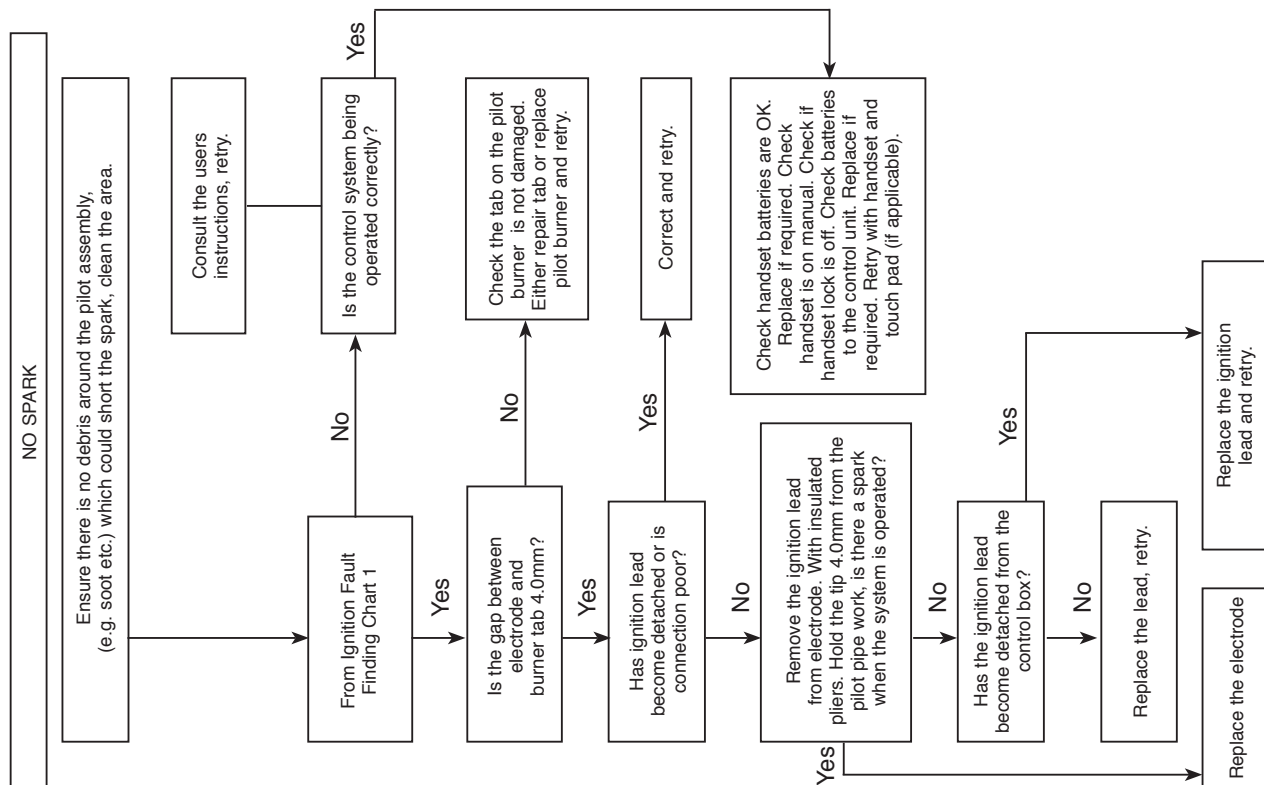 NO SPARK
Ensure there is no debris around the pilot assembly,
(e.g. soot etc.) which could short the spark, clean the area.
Consult the users
instructions, retry.
From Ignition Fault
Finding Chart 1
No
Is the control system being
operated correctly?
Yes
Yes
Is the gap between
electrode and
burner tab 4.0mm?
No
Check the tab on the pilot
burner is not damaged.
Either repair tab or replace
pilot burner and retry.
Yes
Has ignition lead
become detached or is
connection poor?
Yes
Correct and retry.
No
Remove the ignition lead
from electrode. With insulated
pliers. Hold the tip 4.0mm from the
pilot pipe work, is there a spark
when the system is operated?
Check handset batteries are OK.
Replace if required. Check
handset is on manual. Check if
handset lock is off. Check batteries
to the control unit. Replace if
required. Retry with handset and
touch pad (if applicable).
Yes
No
Has the ignition lead
become detached from the
control box?
Yes
No
Replace the lead, retry.
Replace the electrode
Replace the ignition
lead and retry.